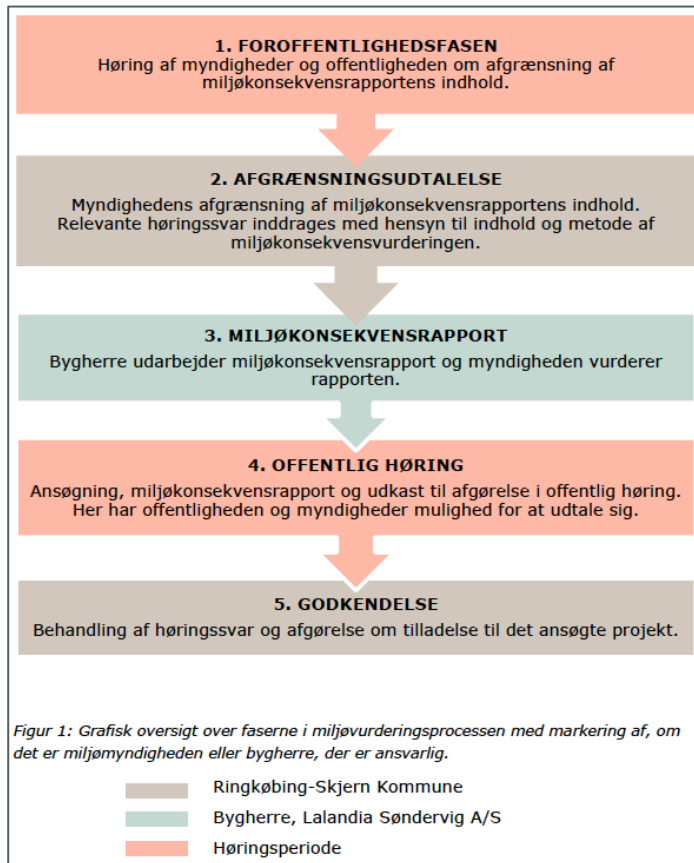 1. FOROFFENTLIGHEDSFASEN
Høring af myndigheder og offentligheden om afgrænsning af
miljøkonsekvensrapportens indhold.
2. AFGRÆNSNINGSUDTALELSE
Myndighedens afgrænsning af miljøkonsekvensrapportens indhold.
Relevante høringssvar inddrages med hensyn til indhold og metode af
miljøkonsekvensvurderingen.
3. MILJØKONSEKVENSRAPPORT
Bygherre udarbejder miljøkonsekvensrapport og myndigheden vurderer
rapporten.
4. OFFENTLIG HØRING
Ansøgning, miljøkonsekvensrapport og udkast til afgørelse i offentlig høring.
Her har offentligheden og myndigheder mulighed for at udtale sig.
5. GODKENDELSE
Behandling af høringssvar og afgørelse om tilladelse til det ansøgte projekt.
Figur 1: Grafisk oversigt over faserne i miljøvurderingsprocessen med markering af, om
det er miljømyndigheden eller bygherre, der er ansvarlig.
Ringkøbing-Skjern Kommune
Bygherre, Lalandia Søndervig A/S
Høringsperiode